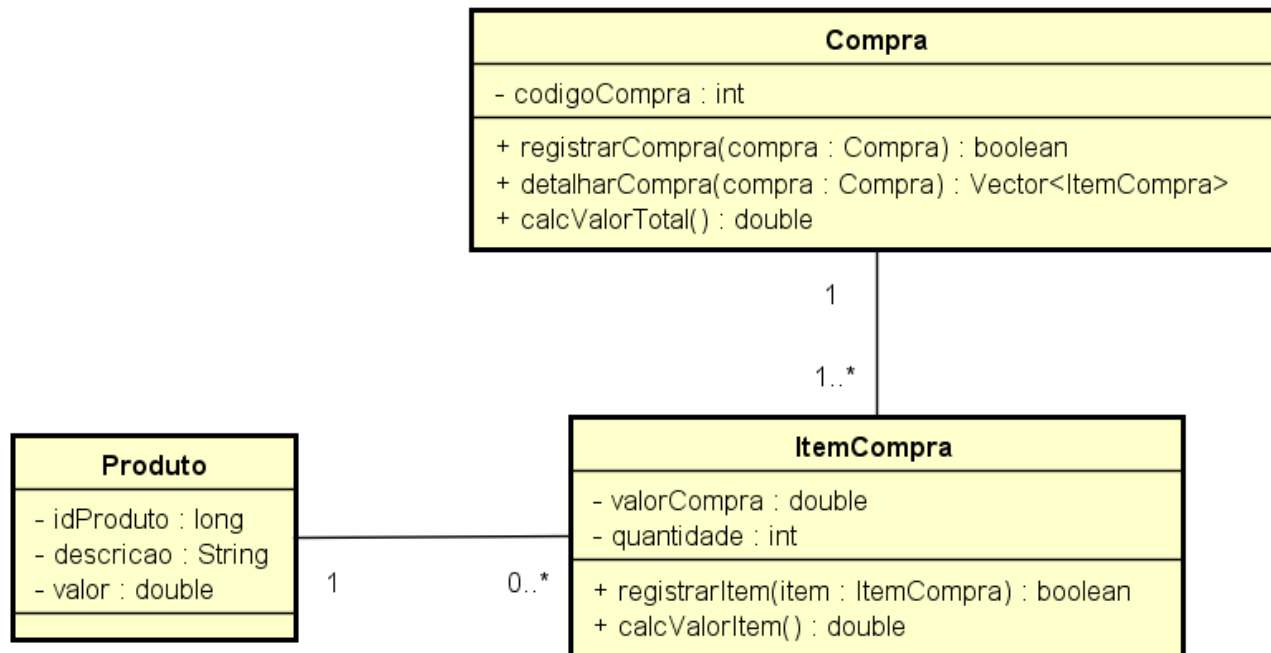 Compra
- codigoCompra : int
+ registrarCompra(compra : Compra) : boolean
+ detalharCompra(compra : Compra) : Vector<ItemCompra>
+ calcValorTotal() : double
1
1..*
Produto
- idProduto : long
- descricao : String
- valor : double
1
0..*
ItemCompra
- valorCompra : double
- quantidade : int
+ registrarItem(item : ItemCompra) : boolean
+ calcValorItem() : double